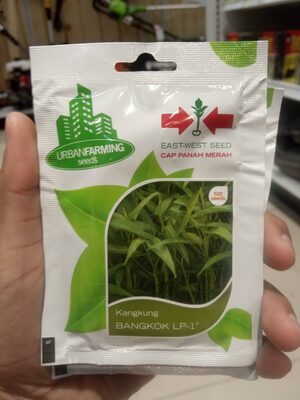 URBANFARMING
seeds
EAST-WEST SEED
CAP PANAH MERAH
500
seeds
Kangkung
BANGKOK LP-1